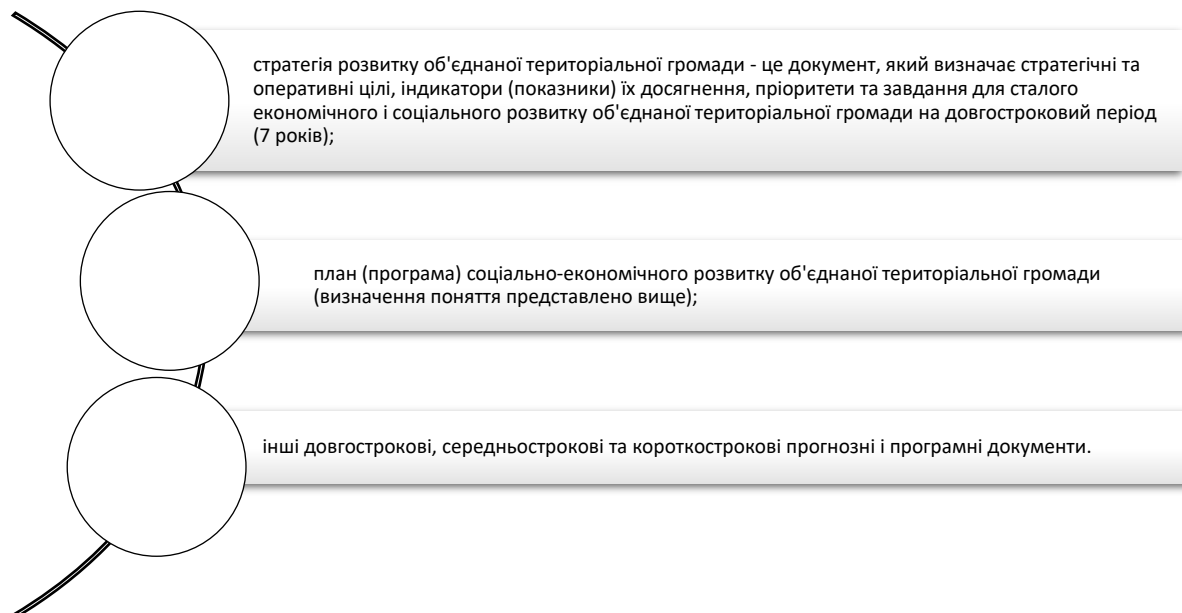 стратегія розвитку об'єднаної територіальної громади - це документ, який визначає стратегічні та
оперативні цілі, індикатори (показники) їх досягнення, пріоритети та завдання для сталого
економічного і соціального розвитку об'єднаної територіальної громади на довгостроковий період
(7 років);
план (програма) соціально-економічного розвитку об'єднаної територіальної громади
(визначення поняття представлено вище);
інші довгострокові, середньострокові та короткострокові прогнозні і програмні документи.